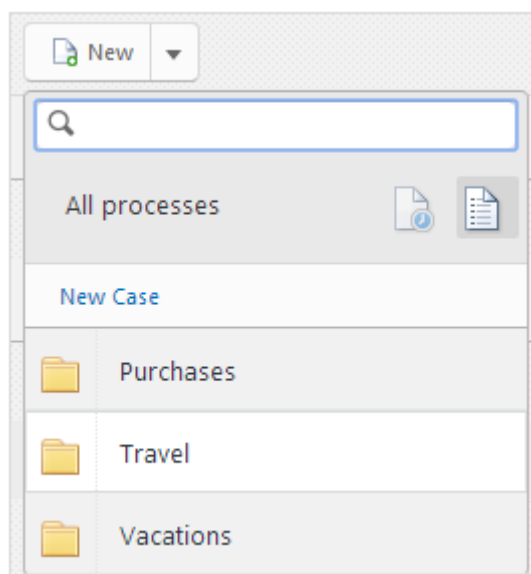 New
All processes
New Case
Purchases
Travel
Vacations